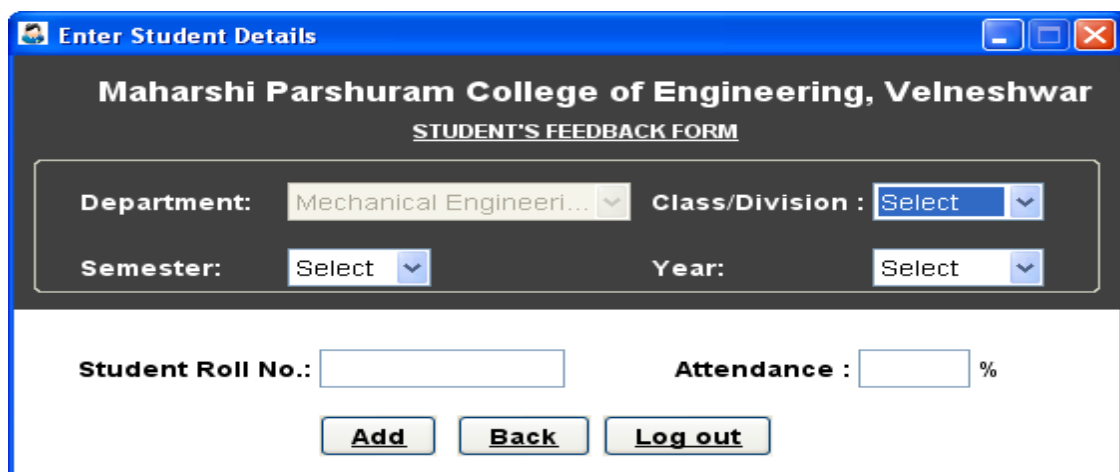 Enter Student Details
Maharshi Parshuram College of Engineering, Velneshwar
STUDENT'S FEEDBACK FORM
Department: Mechanical Engineeri... Class/Division : Select
Semester: Select Year: Select
Student Roll No.: Attendance : %
Add Back Log out